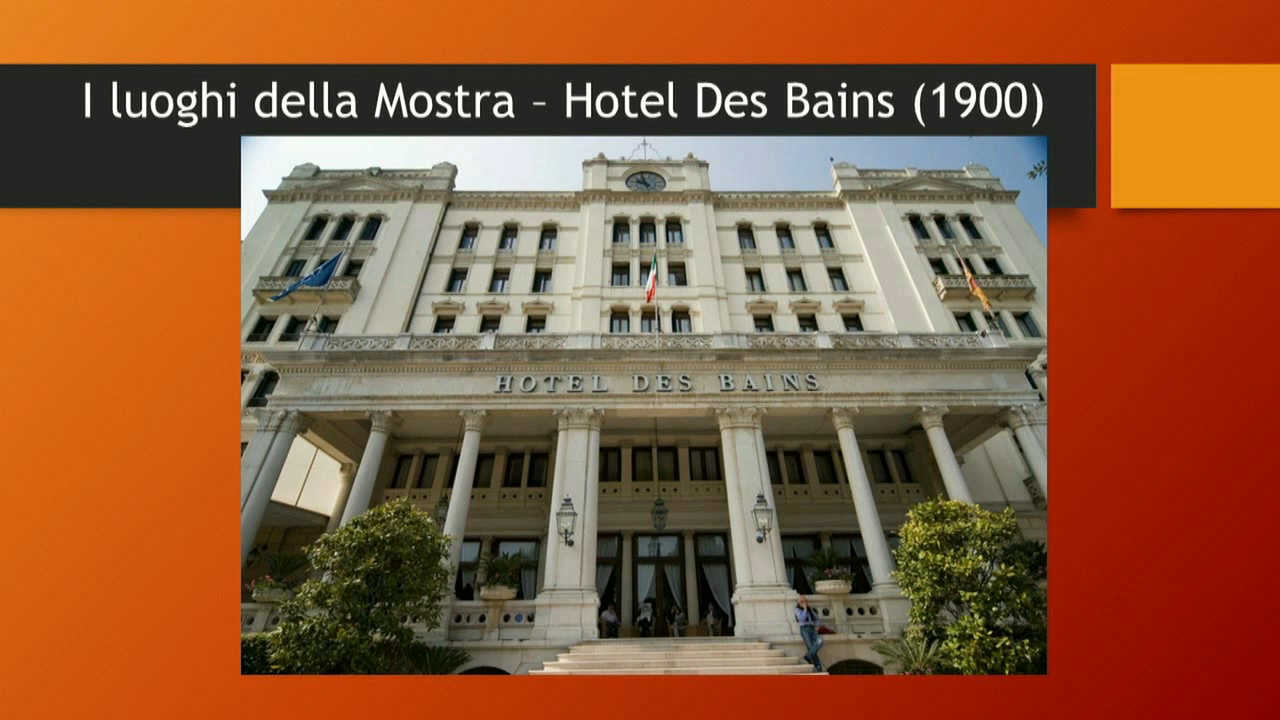 I luoghi della Mostra – Hotel Des Bains (1900)
HOTEL DES BAINS